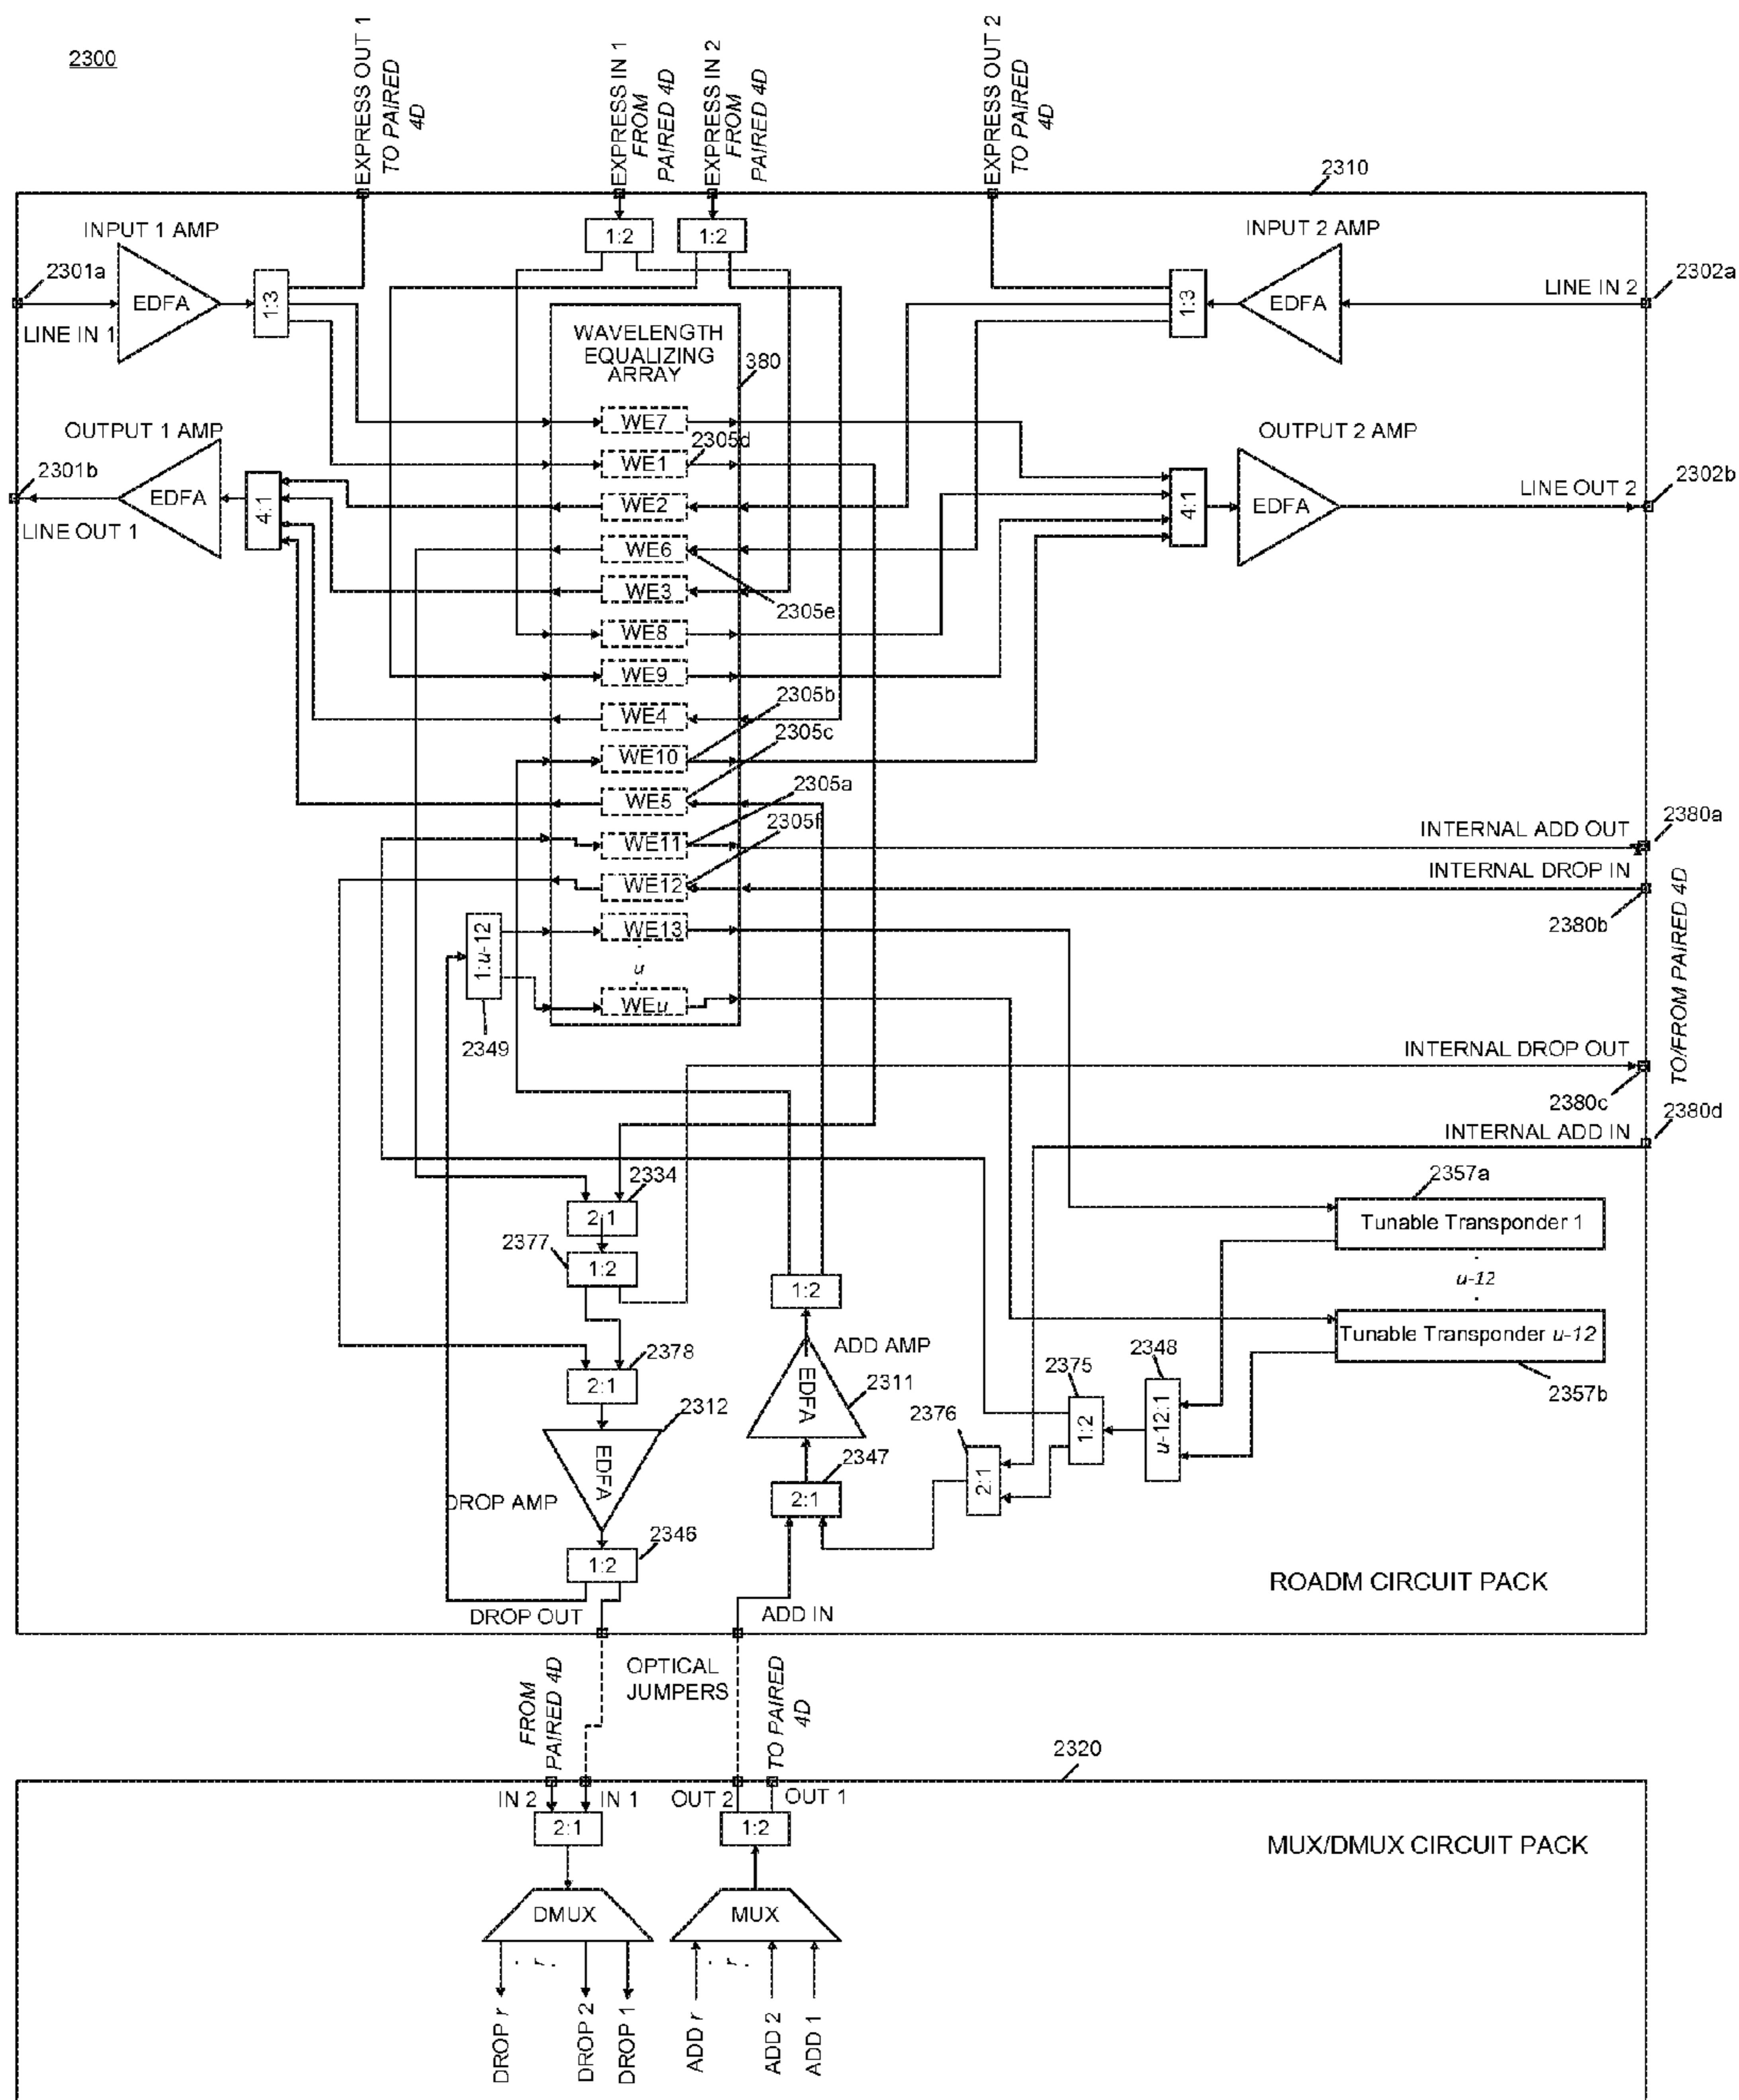 2300
EXPRESS OUT 1
TO PAIRED
4D
EXPRESS IN 1
FROM
PAIRED 4D
EXPRESS IN 2
FROM
PAIRED 4D
EXPRESS OUT 2
TO PAIRED
4D
2310
INPUT 1 AMP
1:2
1:2
INPUT 2 AMP
2301a
EDFA
1:3
LINE IN 1
1:3
EDFA
LINE IN 2
2302a
WAVELENGTH
EQUALIZING
ARRAY
380
OUTPUT 1 AMP
WE7
2305d
OUTPUT 2 AMP
2301b
EDFA
4:1
LINE OUT 1
WE1
WE2
4:1
EDFA
LINE OUT 2
2302b
WE6
WE3
2305e
WE8
WE9
2305b
WE4
2305c
WE10
2305a
WE5
2305f
WE11
INTERNAL ADD OUT
2380a
WE12
INTERNAL DROP IN
2380b
1:u-12
WE13
u
WEu
2349
TO/FROM PAIRED 4D
INTERNAL DROP OUT
2380c
2380d
INTERNAL ADD IN
2334
2:1
2377
1:2
2357a
Tunable Transponder 1
u-12
Tunable Transponder u-12
2357b
1:2
ADD AMP
2378
2:1
EDFA
2311
2348
2375
u-12:1
1:2
2376
2:1
2312
EDFA
DROP AMP
2347
2:1
2346
1:2
ROADM CIRCUIT PACK
DROP OUT
ADD IN
OPTICAL
JUMPERS
FROM
PAIRED 4D
TO PAIRED
4D
2320
IN 2
IN 1
OUT 2
OUT 1
2:1
1:2
MUX/DMUX CIRCUIT PACK
DMUX
MUX
r
r
DROP r
DROP 2
DROP 1
ADD r
ADD 2
ADD 1